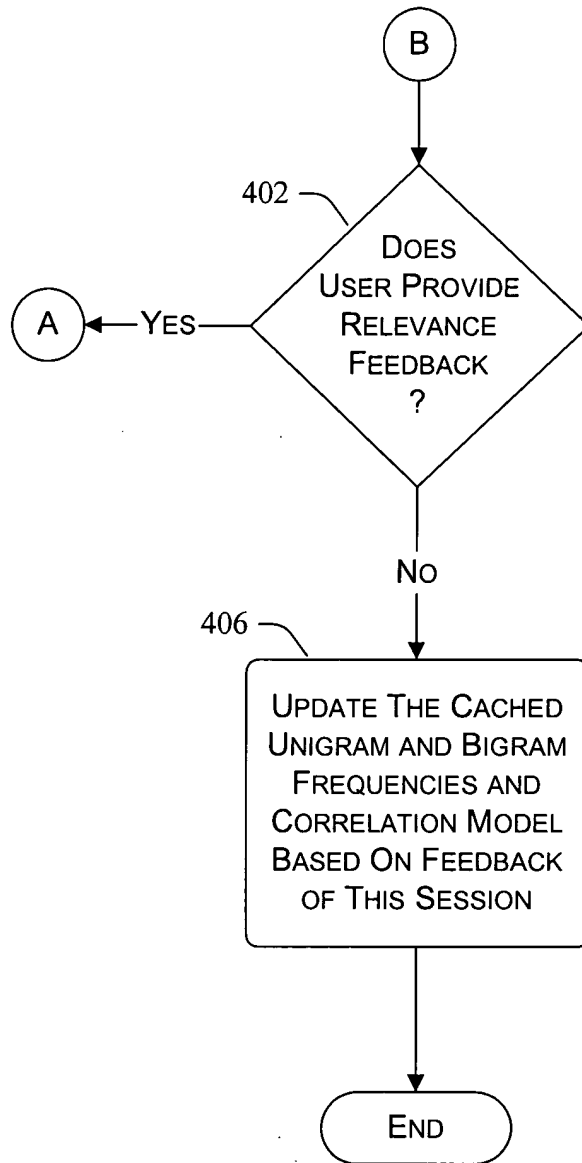 B
402
DOES
USER PROVIDE
RELEVANCE
FEEDBACK
?
A
YES
NO
406
UPDATE THE CACHED
UNIGRAM AND BIGRAM
FREQUENCIES AND
CORRELATION MODEL
BASED ON FEEDBACK
OF THIS SESSION
END